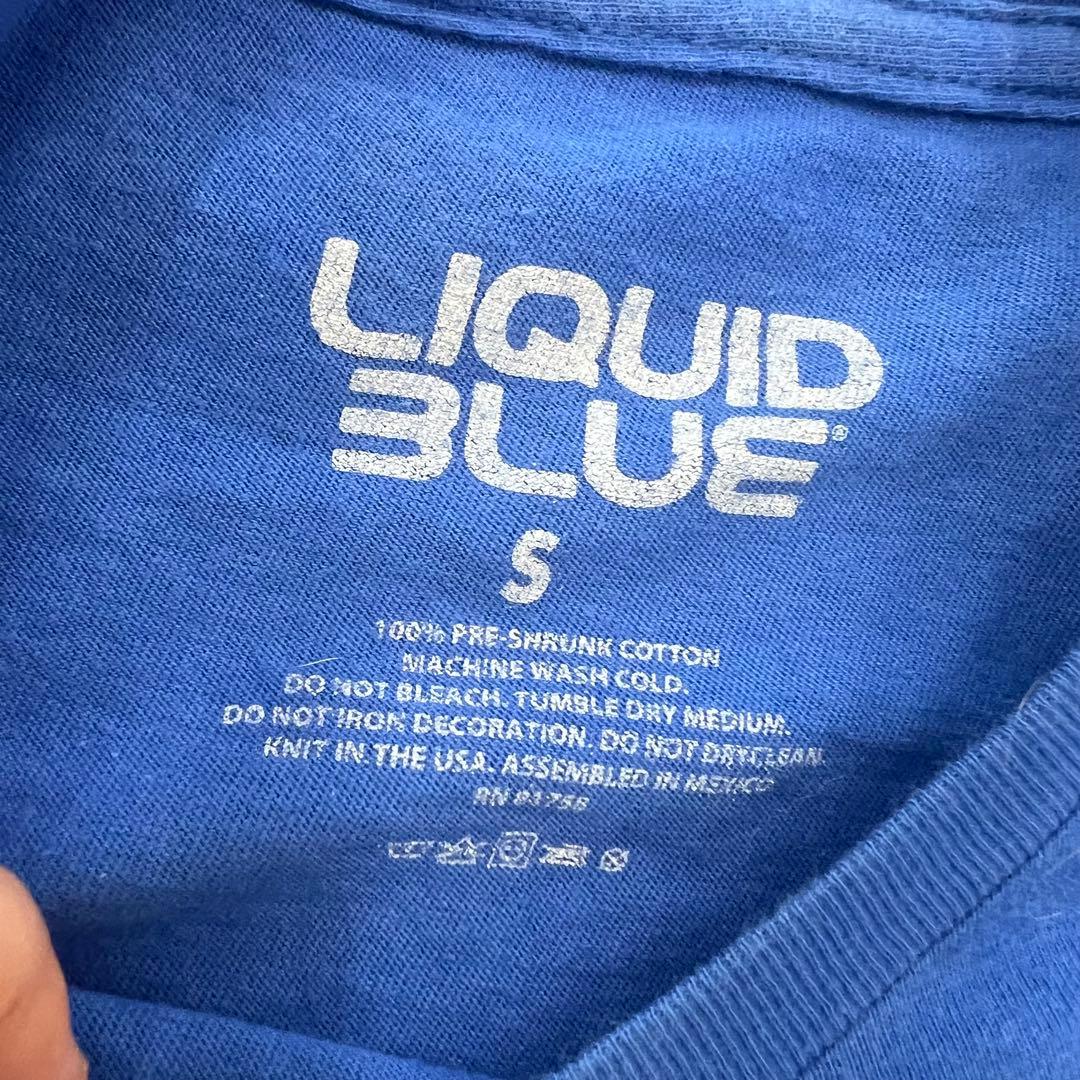 LIQUID
BLUE®
S
100% PRE-SHRUNK COTTON
MACHINE WASH COLD.
DO NOT BLEACH. TUMBLE DRY MEDIUM.
DO NOT IRON DECORATION. DO NOT DRYCLEAN.
KNIT IN THE USA. ASSEMBLED IN MEXICO
RN